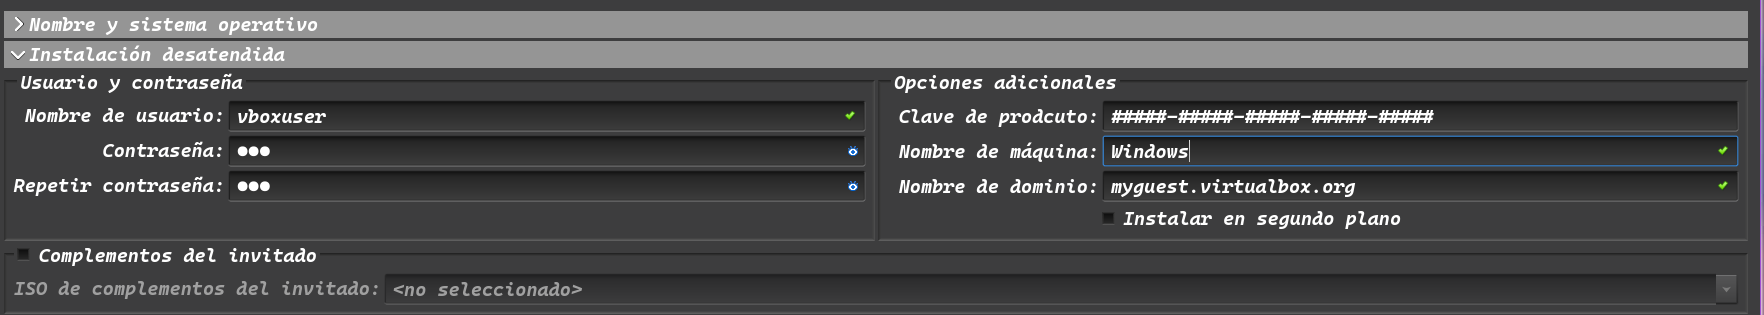 Nombre y sistema operativo
Instalación desatendida
Usuario y contraseña
Nombre de usuario: vboxuser
Contraseña: ●●●
Repetir contraseña: ●●●
Opciones adicionales
Clave de prodcuto: #####-#####-#####-#####-#####
Nombre de máquina: Windows
Nombre de dominio: myguest.virtualbox.org
Instalar en segundo plano
Complementos del invitado
ISO de complementos del invitado: <no seleccionado>